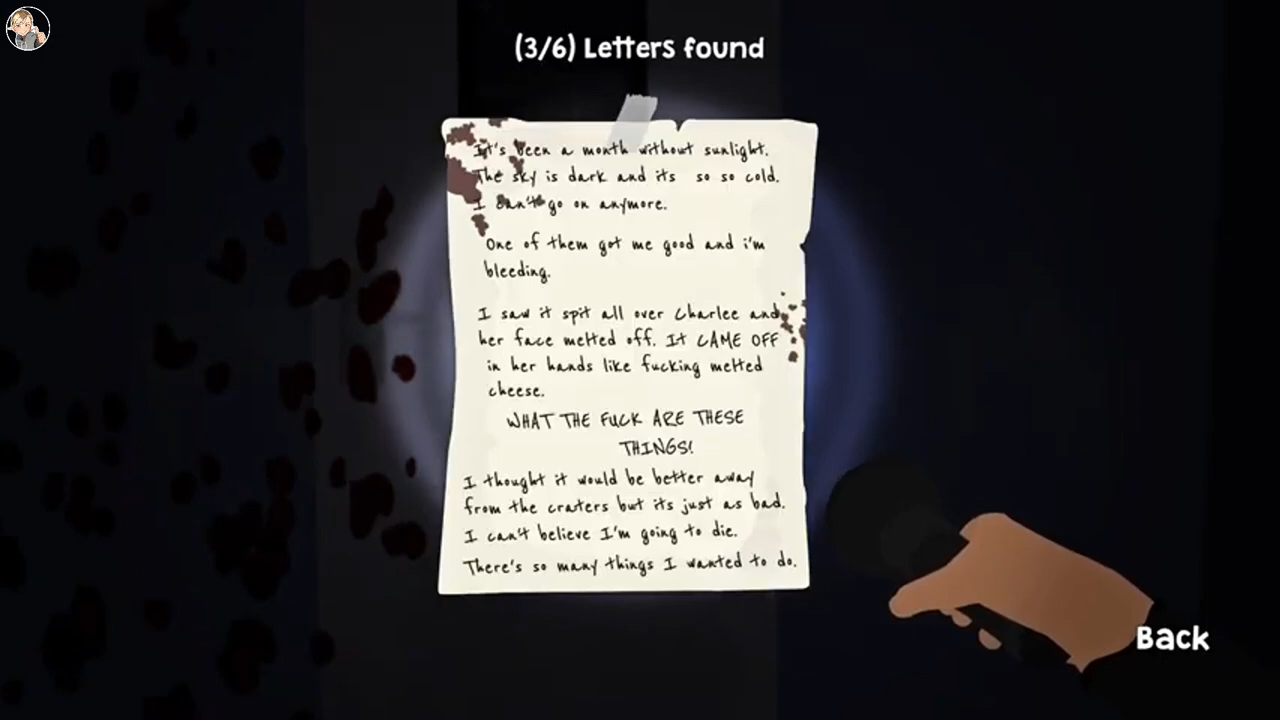 (3/6) Letters found
It's been a month without sunlight.
The sky is dark and its so so cold.
I can't go on anymore.
One of them got me good and i'm
bleeding.
I saw it spit all over Charlee and
her face melted off. It CAME OFF
in her hands like fucking melted
cheese.
WHAT THE FUCK ARE THESE
THINGS!
I thought it would be better away
from the craters but its just as bad.
I can't believe I'm going to die.
There's so many things I wanted to do.
Back